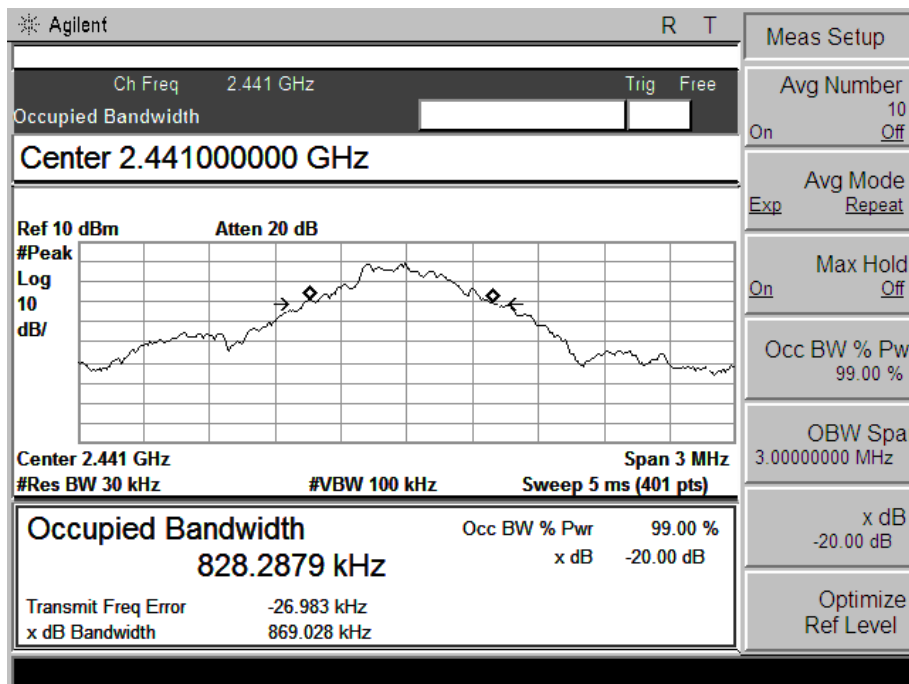 Agilent
R T
Ch Freq 2.441 GHz Trig Free
Occupied Bandwidth
Center 2.441000000 GHz
Ref 10 dBm Atten 20 dB
#Peak
Log
10
dB/
Center 2.441 GHz Span 3 MHz
#Res BW 30 kHz #VBW 100 kHz Sweep 5 ms (401 pts)
Occupied Bandwidth
828.2879 kHz
Occ BW % Pwr 99.00 %
x dB -20.00 dB
Transmit Freq Error -26.983 kHz
x dB Bandwidth 869.028 kHz
Meas Setup
Avg Number
10
On Off
Avg Mode
Exp Repeat
Max Hold
On Off
Occ BW % Pw
99.00 %
OBW Spa
3.00000000 MHz
x dB
-20.00 dB
Optimize
Ref Level